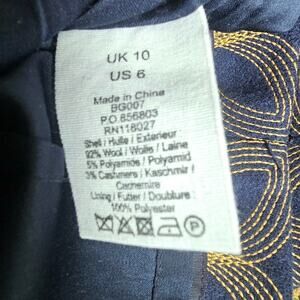 UK 10
US 6
Made in China
BG007
P.O.856803
RN118027
Shell / Hulle / Exterieur
92% Wool / Wolle / Laine
5% Polyamide / Polyamid
3% Cashmere / Kaschmir /
Cachemire
Lining / Futter / Doublure :
100% Polyester
P